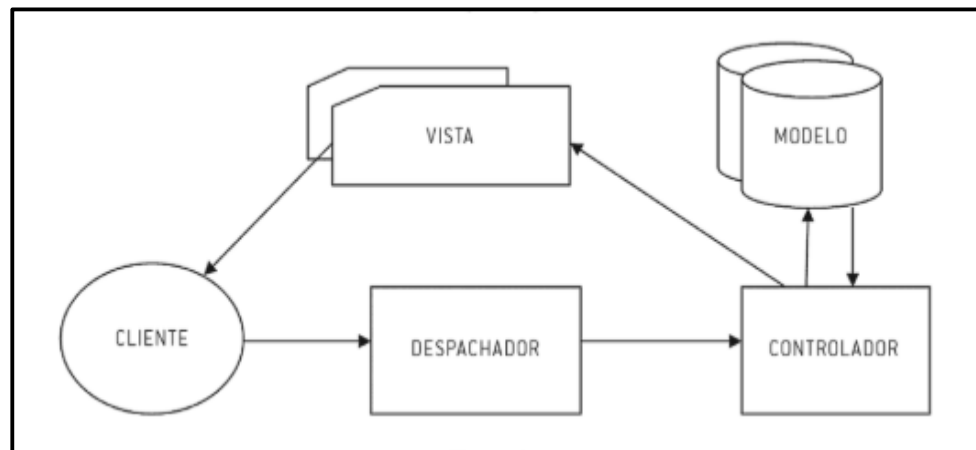 VISTA
MODELO
CLIENTE
DESPACHADOR
CONTROLADOR